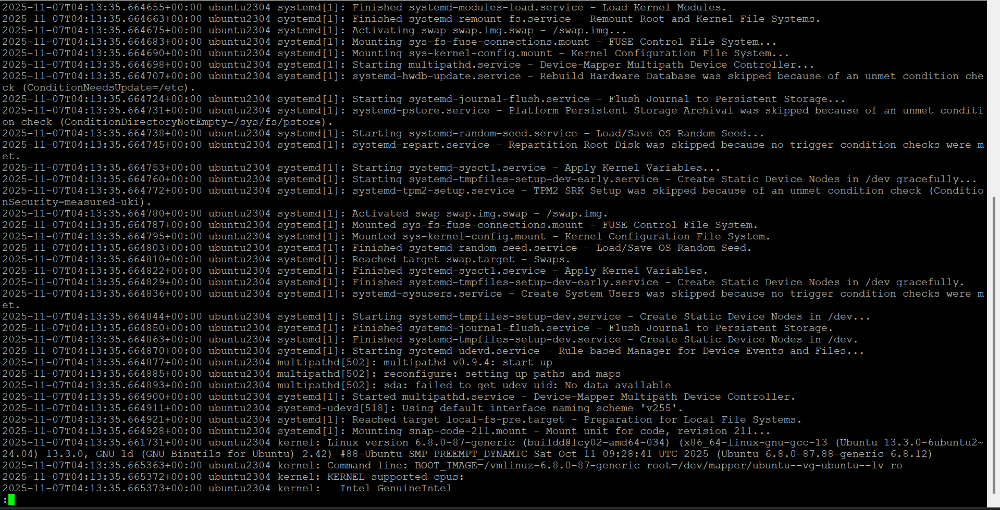 2025-11-07T04:13:35.664655+00:00 ubuntu2304 systemd[1]: Finished systemd-modules-load.service - Load Kernel Modules.
2025-11-07T04:13:35.664663+00:00 ubuntu2304 systemd[1]: Finished systemd-remount-fs.service - Remount Root and Kernel File Systems.
2025-11-07T04:13:35.664675+00:00 ubuntu2304 systemd[1]: Activating swap swap.img.swap - /swap.img...
2025-11-07T04:13:35.664683+00:00 ubuntu2304 systemd[1]: Mounting sys-fs-fuse-connections.mount - FUSE Control File System...
2025-11-07T04:13:35.664690+00:00 ubuntu2304 systemd[1]: Mounting sys-kernel-config.mount - Kernel Configuration File System...
2025-11-07T04:13:35.664698+00:00 ubuntu2304 systemd[1]: Starting multipathd.service - Device-Mapper Multipath Device Controller...
2025-11-07T04:13:35.664707+00:00 ubuntu2304 systemd[1]: systemd-hwdb-update.service - Rebuild Hardware Database was skipped because of an unmet condition che
ck (ConditionNeedsUpdate=/etc).
2025-11-07T04:13:35.664724+00:00 ubuntu2304 systemd[1]: Starting systemd-journal-flush.service - Flush Journal to Persistent Storage...
2025-11-07T04:13:35.664731+00:00 ubuntu2304 systemd[1]: systemd-pstore.service - Platform Persistent Storage Archival was skipped because of an unmet conditi
on check (ConditionDirectoryNotEmpty=/sys/fs/pstore).
2025-11-07T04:13:35.664738+00:00 ubuntu2304 systemd[1]: Starting systemd-random-seed.service - Load/Save OS Random Seed...
2025-11-07T04:13:35.664745+00:00 ubuntu2304 systemd[1]: systemd-repart.service - Repartition Root Disk was skipped because no trigger condition checks were m
et.
2025-11-07T04:13:35.664753+00:00 ubuntu2304 systemd[1]: Starting systemd-sysctl.service - Apply Kernel Variables...
2025-11-07T04:13:35.664760+00:00 ubuntu2304 systemd[1]: Starting systemd-tmpfiles-setup-dev-early.service - Create Static Device Nodes in /dev gracefully...
2025-11-07T04:13:35.664772+00:00 ubuntu2304 systemd[1]: systemd-tpm2-setup.service - TPM2 SRK Setup was skipped because of an unmet condition check (Conditio
nSecurity=measured-uki).
2025-11-07T04:13:35.664780+00:00 ubuntu2304 systemd[1]: Activated swap swap.img.swap - /swap.img.
2025-11-07T04:13:35.664787+00:00 ubuntu2304 systemd[1]: Mounted sys-fs-fuse-connections.mount - FUSE Control File System.
2025-11-07T04:13:35.664795+00:00 ubuntu2304 systemd[1]: Mounted sys-kernel-config.mount - Kernel Configuration File System.
2025-11-07T04:13:35.664803+00:00 ubuntu2304 systemd[1]: Finished systemd-random-seed.service - Load/Save OS Random Seed.
2025-11-07T04:13:35.664810+00:00 ubuntu2304 systemd[1]: Reached target swap.target - Swaps.
2025-11-07T04:13:35.664822+00:00 ubuntu2304 systemd[1]: Finished systemd-sysctl.service - Apply Kernel Variables.
2025-11-07T04:13:35.664829+00:00 ubuntu2304 systemd[1]: Finished systemd-tmpfiles-setup-dev-early.service - Create Static Device Nodes in /dev gracefully.
2025-11-07T04:13:35.664836+00:00 ubuntu2304 systemd[1]: systemd-sysusers.service - Create System Users was skipped because no trigger condition checks were m
et.
2025-11-07T04:13:35.664844+00:00 ubuntu2304 systemd[1]: Starting systemd-tmpfiles-setup-dev.service - Create Static Device Nodes in /dev...
2025-11-07T04:13:35.664850+00:00 ubuntu2304 systemd[1]: Finished systemd-journal-flush.service - Flush Journal to Persistent Storage.
2025-11-07T04:13:35.664863+00:00 ubuntu2304 systemd[1]: Finished systemd-tmpfiles-setup-dev.service - Create Static Device Nodes in /dev.
2025-11-07T04:13:35.664870+00:00 ubuntu2304 systemd[1]: Starting systemd-udevd.service - Rule-based Manager for Device Events and Files...
2025-11-07T04:13:35.664877+00:00 ubuntu2304 multipathd[502]: multipathd v0.9.4: start up
2025-11-07T04:13:35.664885+00:00 ubuntu2304 multipathd[502]: reconfigure: setting up paths and maps
2025-11-07T04:13:35.664893+00:00 ubuntu2304 multipathd[502]: sda: failed to get udev uid: No data available
2025-11-07T04:13:35.664900+00:00 ubuntu2304 systemd[1]: Started multipathd.service - Device-Mapper Multipath Device Controller.
2025-11-07T04:13:35.664911+00:00 ubuntu2304 systemd-udevd[518]: Using default interface naming scheme 'v255'.
2025-11-07T04:13:35.664921+00:00 ubuntu2304 systemd[1]: Reached target local-fs-pre.target - Preparation for Local File Systems.
2025-11-07T04:13:35.664928+00:00 ubuntu2304 systemd[1]: Mounting snap-code-211.mount - Mount unit for code, revision 211...
2025-11-07T04:13:35.661731+00:00 ubuntu2304 kernel: Linux version 6.8.0-87-generic (buildd@lcy02-amd64-034) (x86_64-linux-gnu-gcc-13 (Ubuntu 13.3.0-6ubuntu2~
24.04) 13.3.0, GNU ld (GNU Binutils for Ubuntu) 2.42) #88-Ubuntu SMP PREEMPT_DYNAMIC Sat Oct 11 09:28:41 UTC 2025 (Ubuntu 6.8.0-87.88-generic 6.8.12)
2025-11-07T04:13:35.665363+00:00 ubuntu2304 kernel: Command line: BOOT_IMAGE=/vmlinuz-6.8.0-87-generic root=/dev/mapper/ubuntu--vg-ubuntu--lv ro
2025-11-07T04:13:35.665372+00:00 ubuntu2304 kernel: KERNEL supported cpus:
2025-11-07T04:13:35.665373+00:00 ubuntu2304 kernel:   Intel GenuineIntel
: